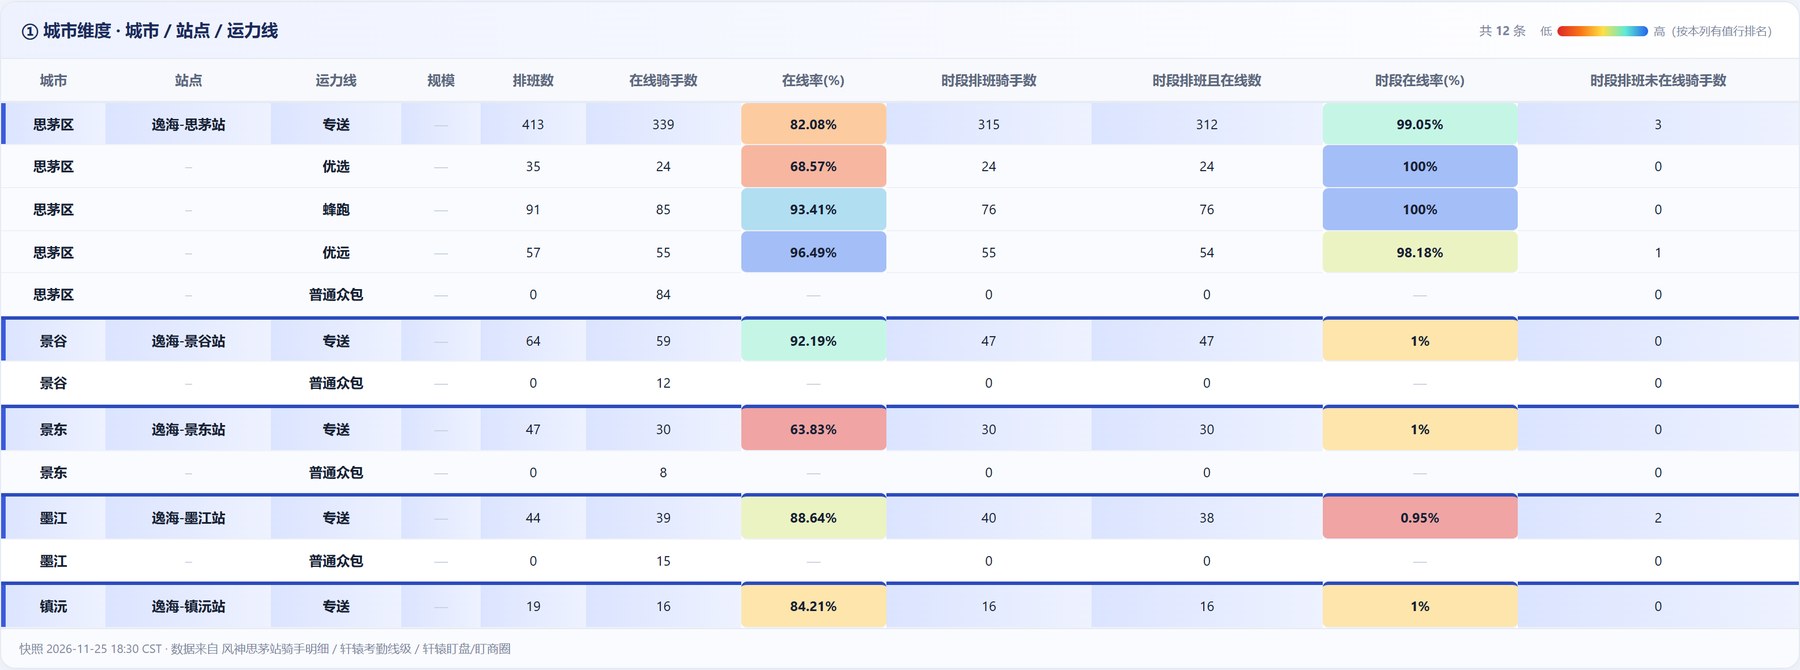 ① 城市维度 · 城市 / 站点 / 运力线 共 12 条 低 高 (按本列有值行排名)
城市 站点 运力线 规模 排班数 在线骑手数 在线率(%) 时段排班骑手数 时段排班且在线数 时段在线率(%) 时段排班未在线骑手数
思茅区 逸海-思茅站 专送 — 413 339 82.08% 315 312 99.05% 3
思茅区 – 优选 — 35 24 68.57% 24 24 100% 0
思茅区 – 蜂跑 — 91 85 93.41% 76 76 100% 0
思茅区 – 优远 — 57 55 96.49% 55 54 98.18% 1
思茅区 – 普通众包 — 0 84 — 0 0 — 0
景谷 逸海-景谷站 专送 — 64 59 92.19% 47 47 1% 0
景谷 – 普通众包 — 0 12 — 0 0 — 0
景东 逸海-景东站 专送 — 47 30 63.83% 30 30 1% 0
景东 – 普通众包 — 0 8 — 0 0 — 0
墨江 逸海-墨江站 专送 — 44 39 88.64% 40 38 0.95% 2
墨江 – 普通众包 — 0 15 — 0 0 — 0
镇沅 逸海-镇沅站 专送 — 19 16 84.21% 16 16 1% 0
快照 2026-11-25 18:30 CST · 数据来自 风神思茅站骑手明细 / 轩辕考勤线级 / 轩辕盯盘/盯商圈